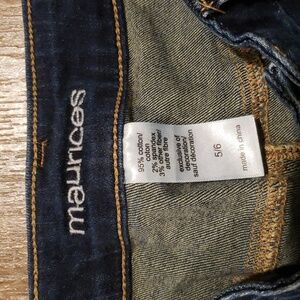 maurices
95% cotton/
coton
2% spandex
3% other fiber/
autre fibre
exclusive of
decoration/
sauf décoration
5/6
made in china